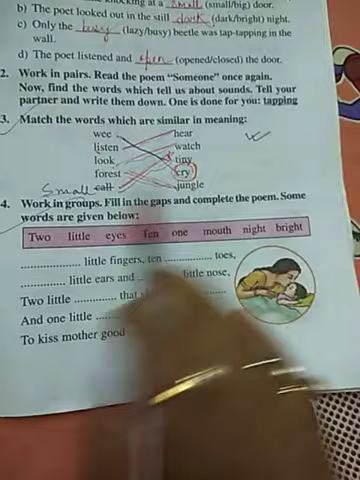 at a small (small/big) door.
b) The poet looked out in the still dark (dark/bright) night.
c) Only the busy (lazy/busy) beetle was tap-tapping in the
wall.
d) The poet listened and open (opened/closed) the door.
2. Work in pairs. Read the poem "Someone" once again.
Now, find the words which tell us about sounds. Tell your
partner and write them down. One is done for you: tapping
3. Match the words which are similar in meaning:
wee hear
listen watch
look tiny
forest cry
Small call jungle
4. Work in groups. Fill in the gaps and complete the poem. Some
words are given below:
Two little eyes Ten one mouth night bright
.................... little fingers, ten ............... toes,
............... little ears and little nose,
Two little .............. that
And one little
To kiss mother good